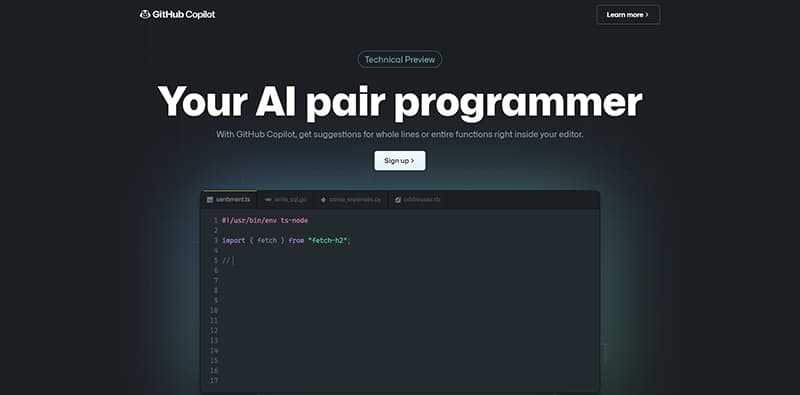 GitHub Copilot
Learn more >
Technical Preview
Your AI pair programmer
With GitHub Copilot, get suggestions for whole lines or entire functions right inside your editor.
Sign up >
sentiment.ts write_sql.go parse_expenses.py addresses.rb
1 #!/usr/bin/env ts-node
2
3 import { fetch } from "fetch-h2";
4
5 //
6
7
8
9
10
11
12
13
14
15
16
17